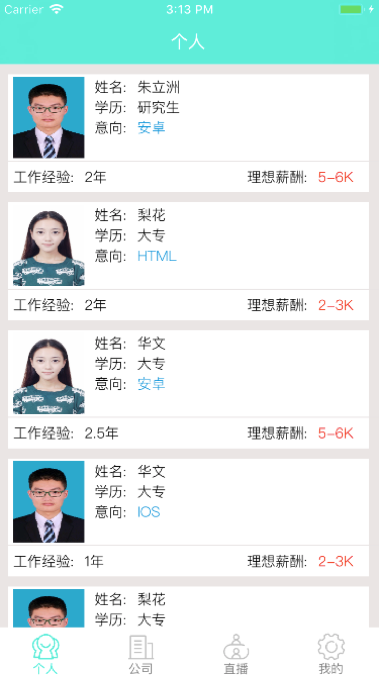 Carrier 3:13 PM
个人
姓名: 朱立洲
学历: 研究生
意向: 安卓
工作经验: 2年 理想薪酬: 5-6K
姓名: 梨花
学历: 大专
意向: HTML
工作经验: 2年 理想薪酬: 2-3K
姓名: 华文
学历: 大专
意向: 安卓
工作经验: 2.5年 理想薪酬: 5-6K
姓名: 华文
学历: 大专
意向: IOS
工作经验: 1年 理想薪酬: 2-3K
姓名: 梨花
学历: 大专
个人 公司 直播 我的